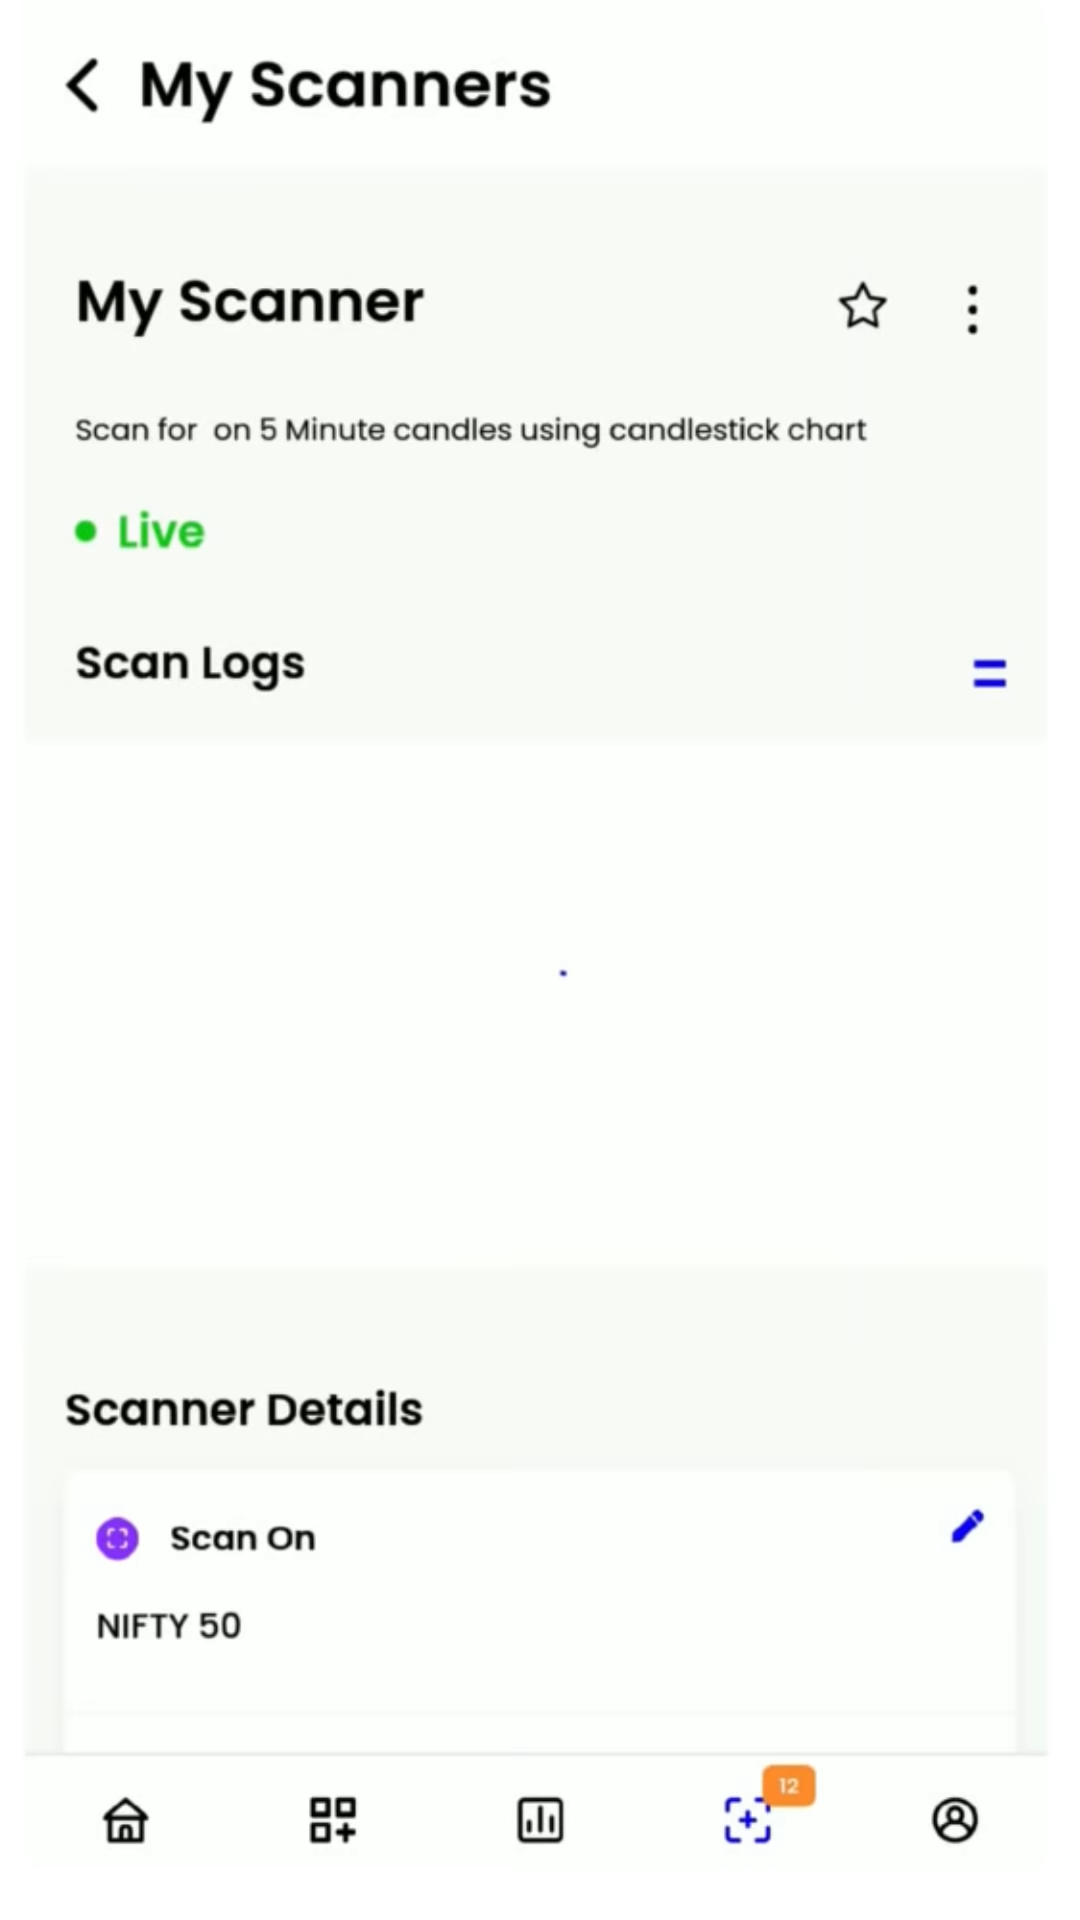 My Scanners
My Scanner
Scan for  on 5 Minute candles using candlestick chart
Live
Scan Logs
Scanner Details
Scan On
NIFTY 50
12